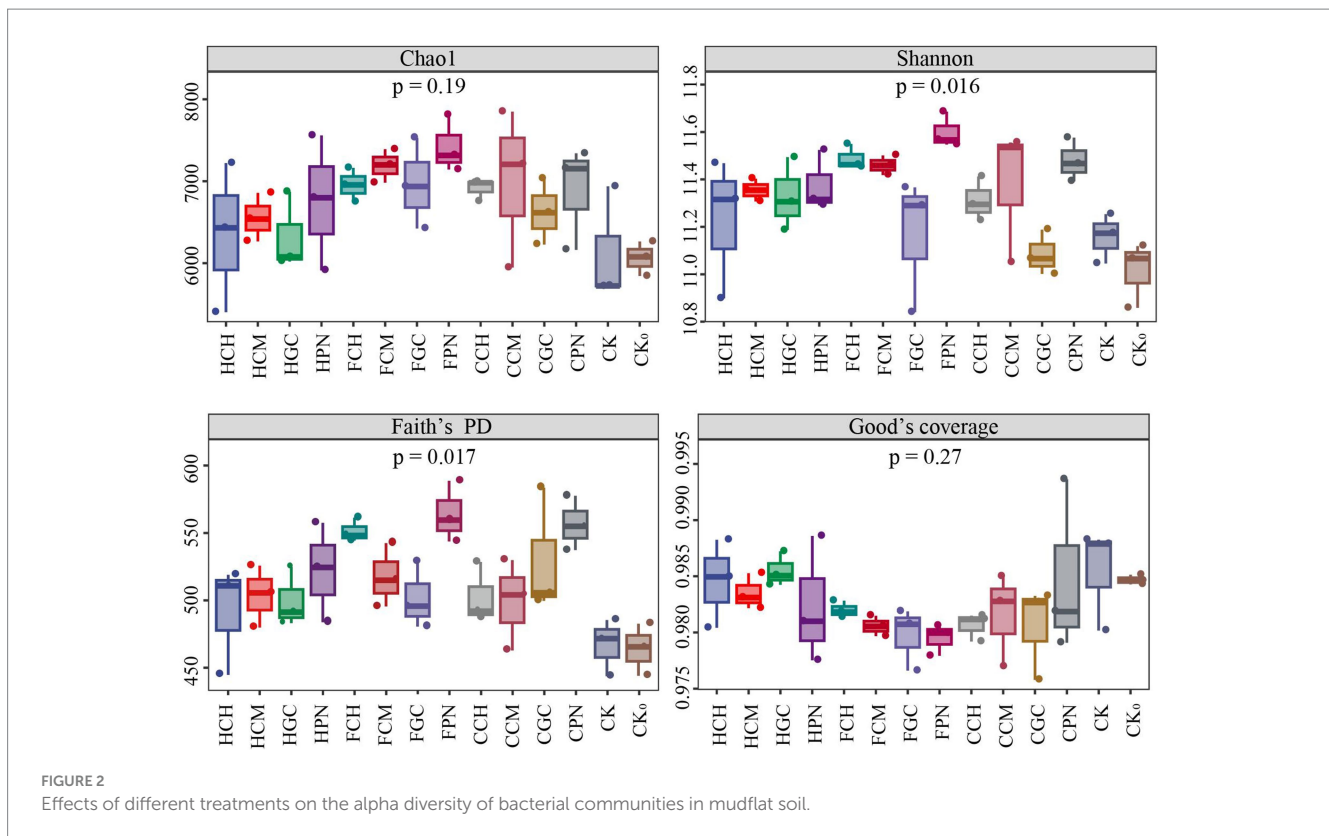 Chao1
p = 0.19
8000
7000
6000
HCH HCM HGC HPN FCH FCM FGC FPN CCH CCM CGC CPN CK CK₀
Shannon
p = 0.016
11.8
11.6
11.4
11.2
11.0
10.8
HCH HCM HGC HPN FCH FCM FGC FPN CCH CCM CGC CPN CK CK₀
Faith's PD
p = 0.017
600
550
500
450
HCH HCM HGC HPN FCH FCM FGC FPN CCH CCM CGC CPN CK CK₀
Good's coverage
p = 0.27
0.995
0.990
0.985
0.980
0.975
HCH HCM HGC HPN FCH FCM FGC FPN CCH CCM CGC CPN CK CK₀
FIGURE 2
Effects of different treatments on the alpha diversity of bacterial communities in mudflat soil.